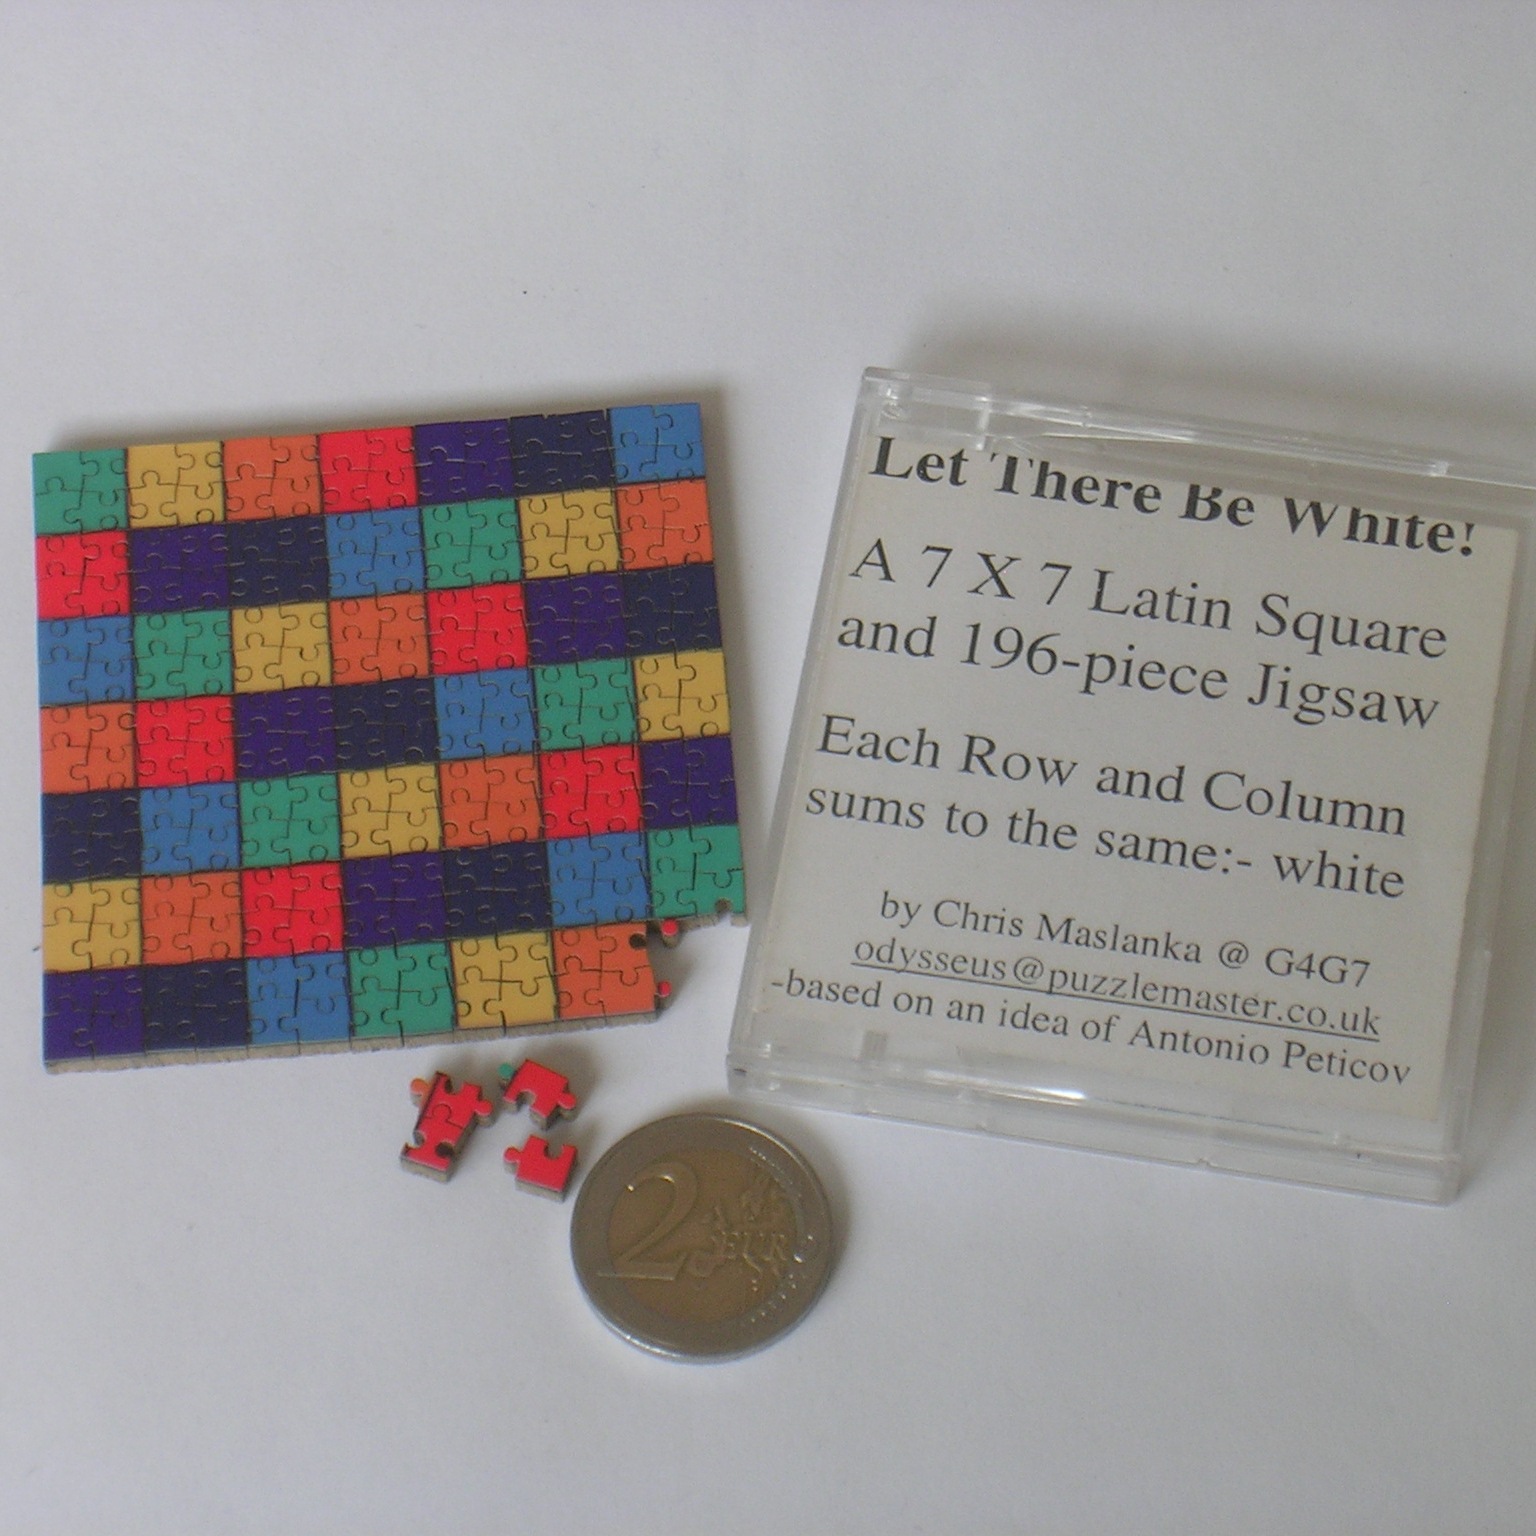 Let There Be White!
A 7 X 7 Latin Square
and 196-piece Jigsaw
Each Row and Column
sums to the same:- white
by Chris Maslanka @ G4G7
odysseus@puzzlemaster.co.uk
-based on an idea of Antonio Peticov
2
EUR